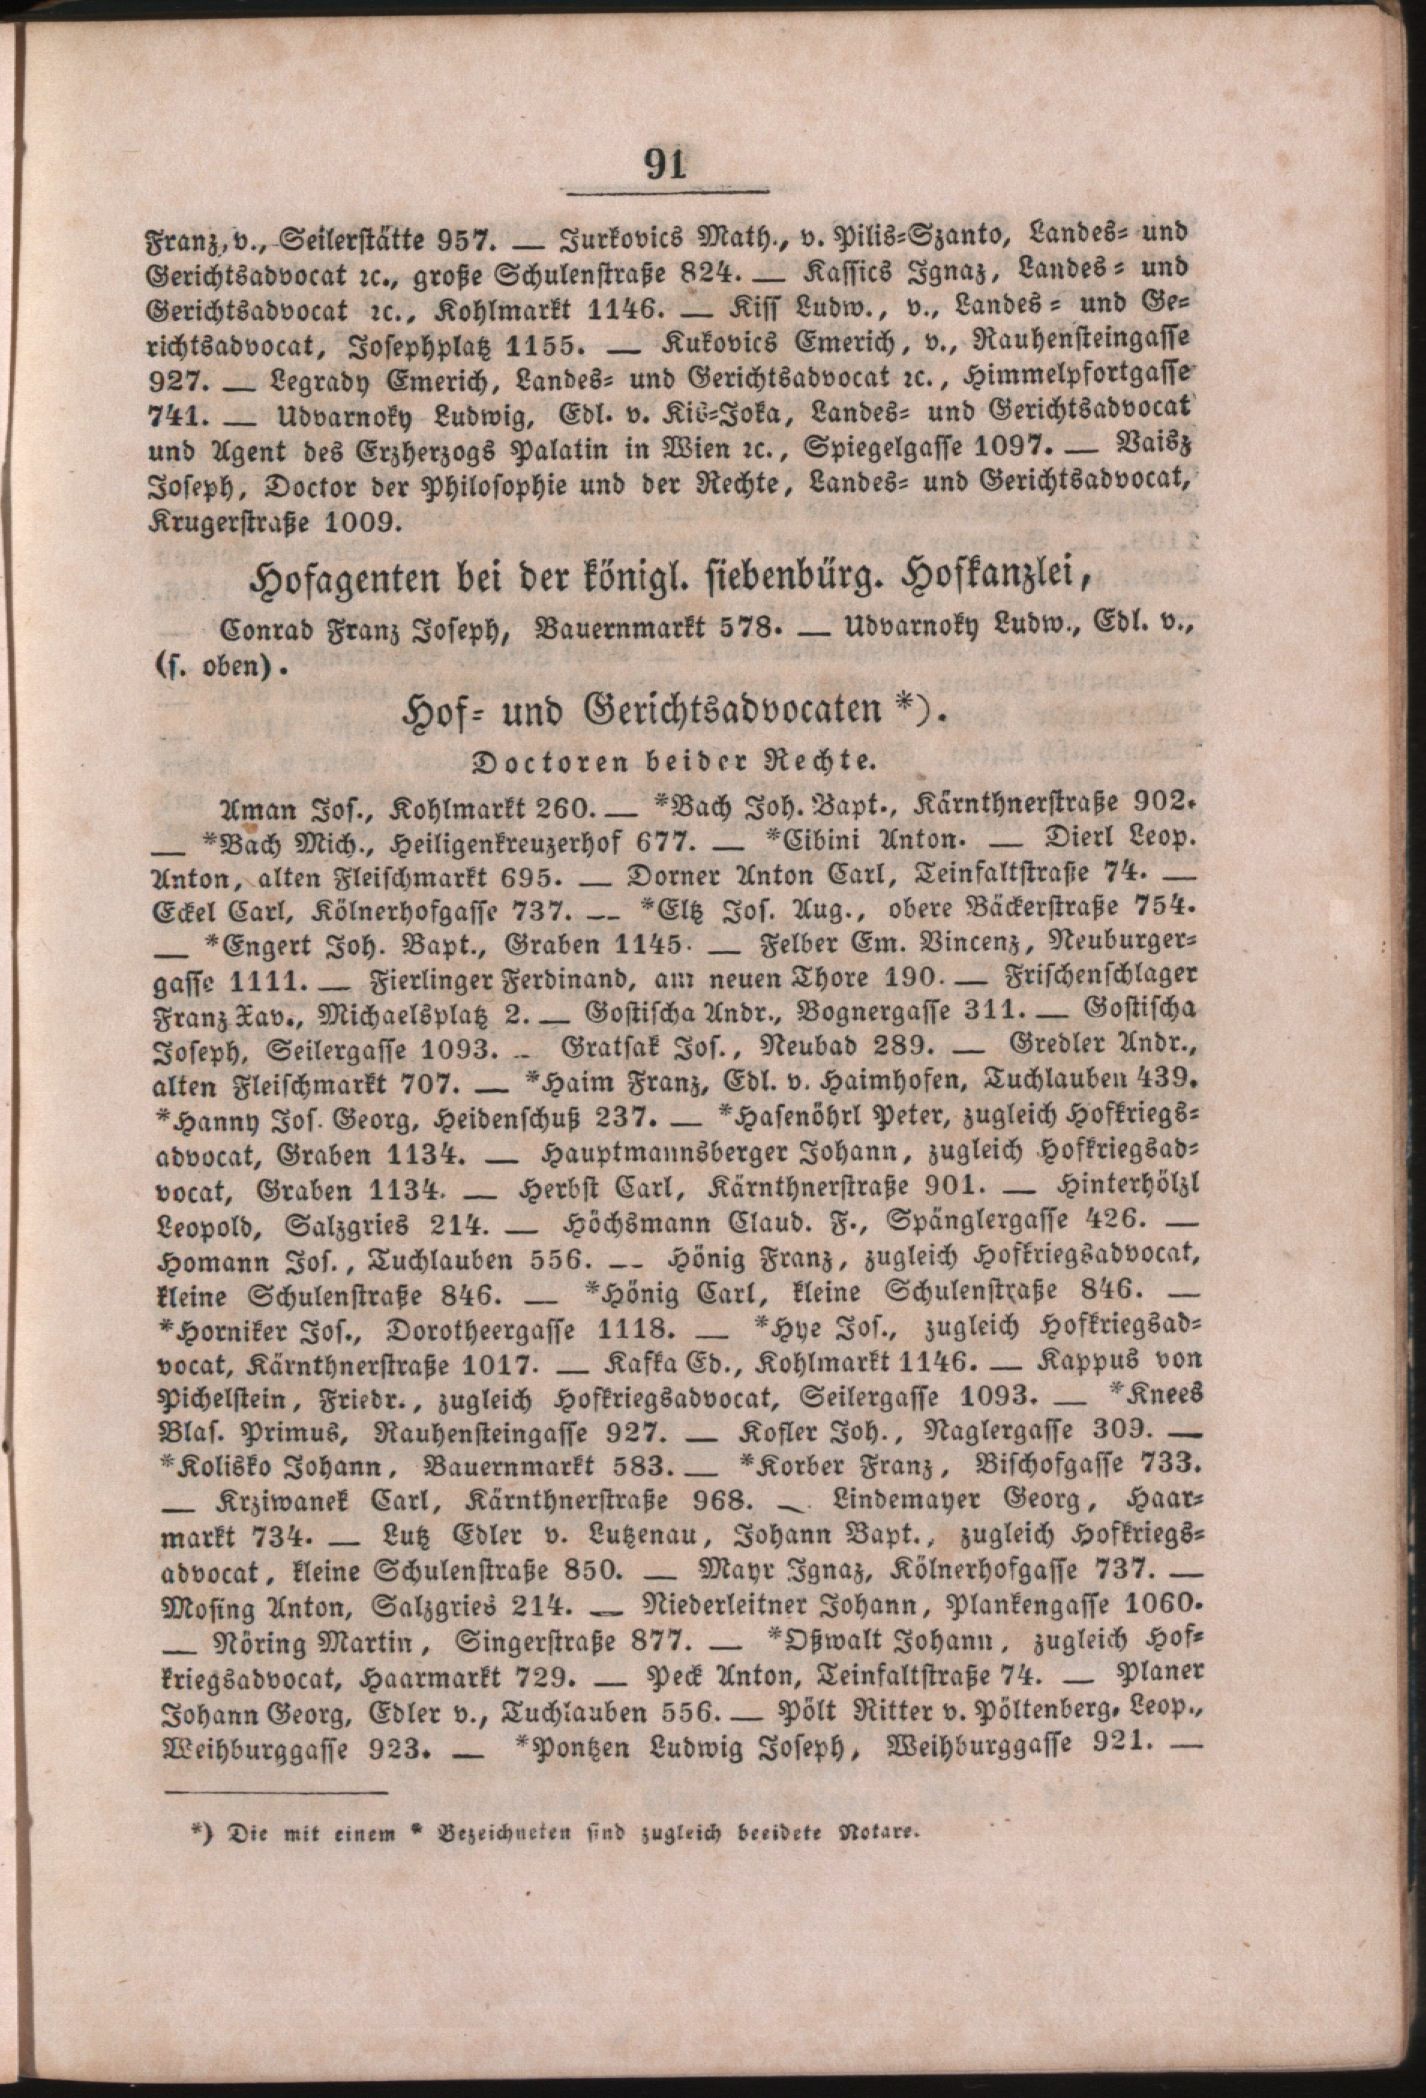 91
Franz, v., Seilerstätte 957. — Jurkovics Math., v. Pilis-Szanto, Landes- und
Gerichtsadvocat ꝛc., große Schulenstraße 824. — Kassics Ignaz, Landes- und
Gerichtsadvocat ꝛc., Kohlmarkt 1146. — Kiss Ludw., v., Landes- und Ge-
richtsadvocat, Josephplatz 1155. — Kukovics Emerich, v., Rauhensteingasse
927. — Legrady Emerich, Landes- und Gerichtsadvocat ꝛc., Himmelpfortgasse
741. — Udvarnoky Ludwig, Edl. v. Kis-Joka, Landes- und Gerichtsadvocat
und Agent des Erzherzogs Palatin in Wien ꝛc., Spiegelgasse 1097. — Vaisz
Joseph, Doctor der Philosophie und der Rechte, Landes- und Gerichtsadvocat,
Krugerstraße 1009.
Hofagenten bei der königl. siebenbürg. Hofkanzlei,
Conrad Franz Joseph, Bauernmarkt 578. — Udvarnoky Ludw., Edl. v.,
(s. oben).
Hof- und Gerichtsadvocaten *).
Doctoren beider Rechte.
Aman Jos., Kohlmarkt 260. — *Bach Joh. Bapt., Kärnthnerstraße 902.
— *Bach Mich., Heiligenkreuzerhof 677. — *Cibini Anton. — Dierl Leop.
Anton, alten Fleischmarkt 695. — Dorner Anton Carl, Teinfaltstraße 74. —
Eckel Carl, Kölnerhofgasse 737. — *Eltz Jos. Aug., obere Bäckerstraße 754.
— *Engert Joh. Bapt., Graben 1145. — Felber Em. Vincenz, Neuburger-
gasse 1111. — Fierlinger Ferdinand, am neuen Thore 190. — Frischenschlager
Franz Xav., Michaelsplatz 2. — Gostischa Andr., Bognergasse 311. — Gostischa
Joseph, Seilergasse 1093. — Gratsak Jos., Neubad 289. — Gredler Andr.,
alten Fleischmarkt 707. — *Haim Franz, Edl. v. Haimhofen, Tuchlauben 439.
*Hanny Jos. Georg, Heidenschuß 237. — *Hasenöhrl Peter, zugleich Hofkriegs-
advocat, Graben 1134. — Hauptmannsberger Johann, zugleich Hofkriegsad-
vocat, Graben 1134. — Herbst Carl, Kärnthnerstraße 901. — Hinterhölzl
Leopold, Salzgries 214. — Höchsmann Claud. F., Spänglergasse 426. —
Homann Jos., Tuchlauben 556. — Hönig Franz, zugleich Hofkriegsadvocat,
kleine Schulenstraße 846. — *Hönig Carl, kleine Schulenstraße 846. —
*Horniker Jos., Dorotheergasse 1118. — *Hye Jos., zugleich Hofkriegsad-
vocat, Kärnthnerstraße 1017. — Kafka Ed., Kohlmarkt 1146. — Kappus von
Pichelstein, Friedr., zugleich Hofkriegsadvocat, Seilergasse 1093. — *Knees
Blas. Primus, Rauhensteingasse 927. — Kofler Joh., Naglergasse 309. —
*Kolisko Johann, Bauernmarkt 583. — *Korber Franz, Bischofgasse 733.
— Krziwanek Carl, Kärnthnerstraße 968. — Lindemayer Georg, Haar-
markt 734. — Lutz Edler v. Lutzenau, Johann Bapt., zugleich Hofkriegs-
advocat, kleine Schulenstraße 850. — Mayr Ignaz, Kölnerhofgasse 737. —
Mosing Anton, Salzgries 214. — Niederleitner Johann, Plankengasse 1060.
— Nöring Martin, Singerstraße 877. — *Oßwalt Johann, zugleich Hof-
kriegsadvocat, Haarmarkt 729. — Peck Anton, Teinfaltstraße 74. — Planer
Johann Georg, Edler v., Tuchlauben 556. — Pölt Ritter v. Pöltenberg, Leop.,
Weihburggasse 923. — *Pontzen Ludwig Joseph, Weihburggasse 921. —
*) Die mit einem * Bezeichneten sind zugleich beeidete Notare.